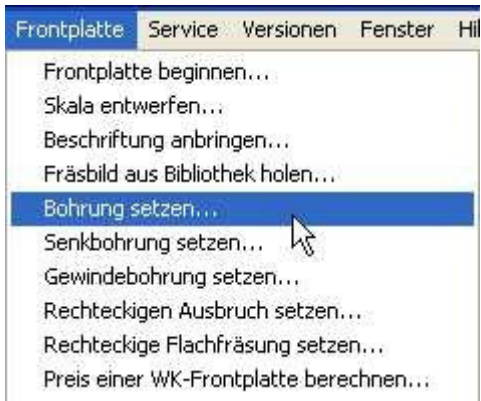 Frontplatte Service Versionen Fenster
Frontplatte beginnen...
Skala entwerfen...
Beschriftung anbringen...
Fräsbild aus Bibliothek holen...
Bohrung setzen...
Senkbohrung setzen...
Gewindebohrung setzen...
Rechteckigen Ausbruch setzen...
Rechteckige Flachfräsung setzen...
Preis einer WK-Frontplatte berechnen...